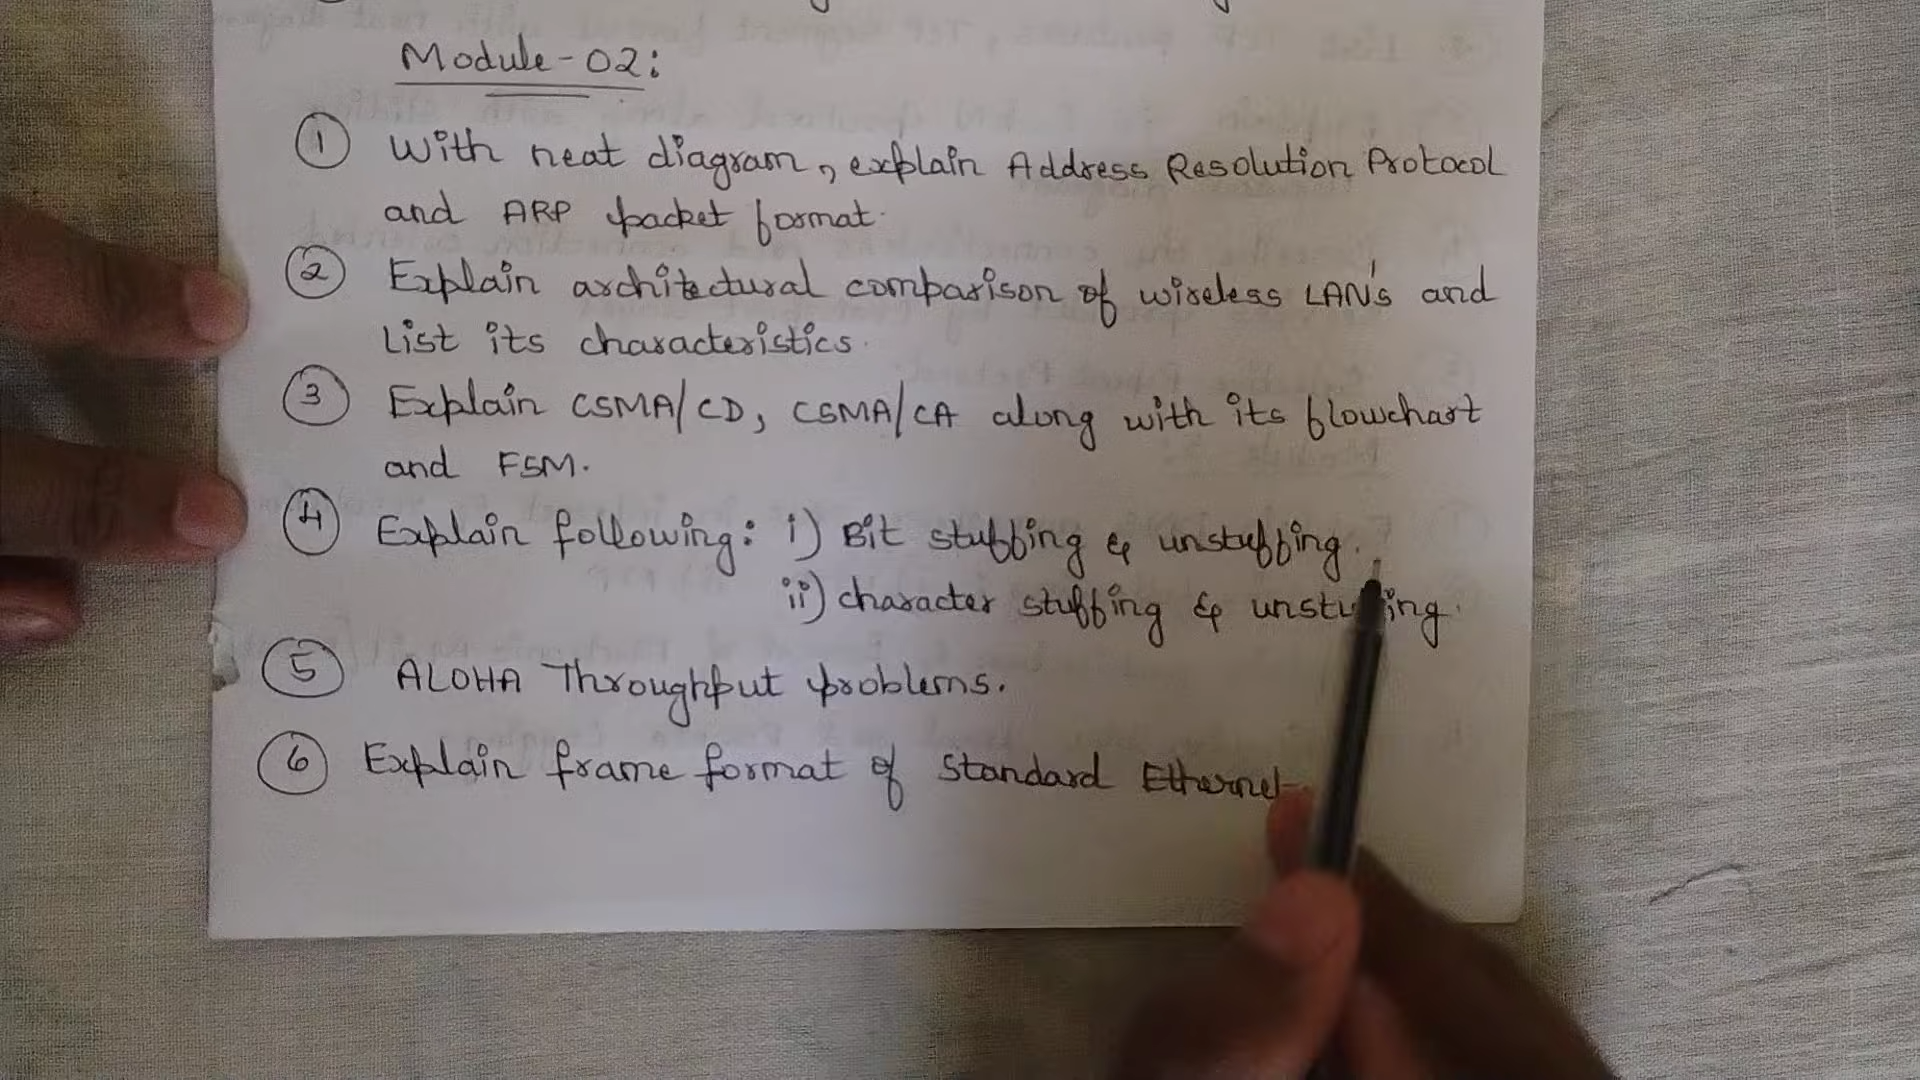 Module-02:
① With neat diagram, explain Address Resolution Protocol
and ARP packet format.
② Explain architectural comparison of wireless LAN's and
List its characteristics.
③ Explain CSMA/CD, CSMA/CA along with its flowchart
and FSM.
④ Explain following: i) Bit stuffing & unstuffing.
ii) character stuffing & unstuffing.
⑤ ALOHA Throughput problems.
⑥ Explain frame format of Standard Ethernet